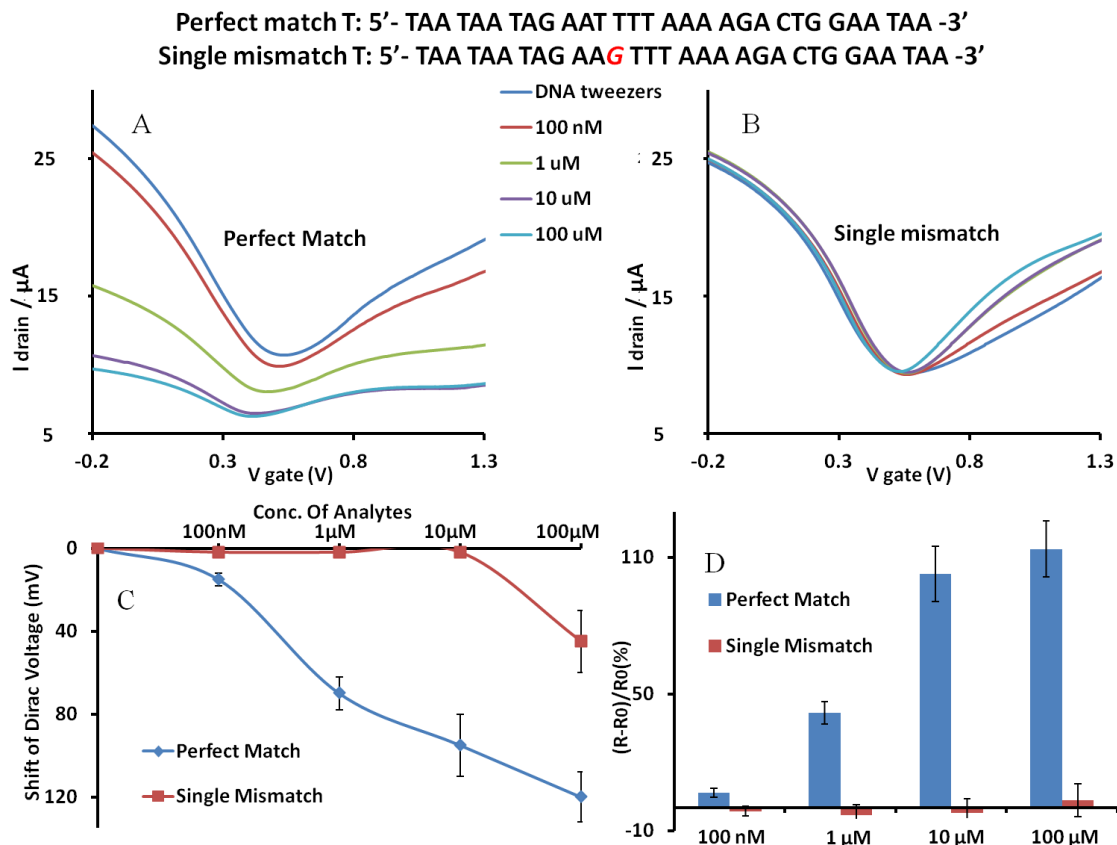 Perfect match T: 5’- TAA TAA TAG AAT TTT AAA AGA CTG GAA TAA -3’
Single mismatch T: 5’- TAA TAA TAG AAG TTT AAA AGA CTG GAA TAA -3’
A
DNA tweezers
100 nM
1 uM
10 uM
100 uM
Perfect Match
25
15
5
I drain / µA
-0.2
0.3
0.8
1.3
V gate (V)
B
Single mismatch
25
15
5
I drain / µA
-0.2
0.3
0.8
1.3
V gate (V)
Conc. Of Analytes
100nM
1µM
10µM
100µM
0
40
80
120
Shift of Dirac Voltage (mV)
C
Perfect Match
Single Mismatch
D
110
50
-10
(R-R0)/R0(%)
Perfect Match
Single Mismatch
100 nM
1 µM
10 µM
100 µM